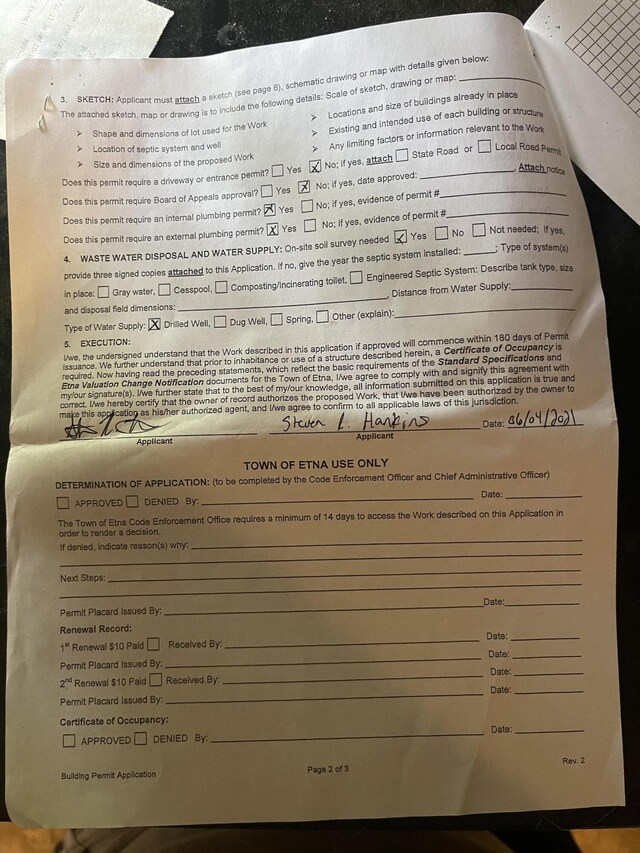 3. SKETCH: Applicant must attach a sketch (see page 6), schematic drawing or map with details given below:
The attached sketch, map or drawing is to include the following details: Scale of sketch, drawing or map:
➢ Shape and dimensions of lot used for the Work
➢ Locations and size of buildings already in place
➢ Location of septic system and well
➢ Existing and intended use of each building or structure
➢ Size and dimensions of the proposed Work
➢ Any limiting factors or information relevant to the Work
Does this permit require a driveway or entrance permit? ☐ Yes ☒ No; if yes, attach ☐ State Road or ☐ Local Road Permit
Does this permit require Board of Appeals approval? ☐ Yes ☒ No; if yes, date approved: ________, Attach notice
Does this permit require an internal plumbing permit? ☒ Yes ☐ No; if yes, evidence of permit #
Does this permit require an external plumbing permit? ☒ Yes ☐ No; if yes, evidence of permit #
4. WASTE WATER DISPOSAL AND WATER SUPPLY: On-site soil survey needed ☒ Yes ☐ No ☐ Not needed; If yes,
provide three signed copies attached to this Application. If no, give the year the septic system installed: ______; Type of system(s)
in place: ☐ Gray water, ☐ Cesspool, ☐ Composting/Incinerating toilet, ☐ Engineered Septic System: Describe tank type, size
and disposal field dimensions: ________, Distance from Water Supply:
Type of Water Supply: ☒ Drilled Well, ☐ Dug Well, ☐ Spring, ☐ Other (explain):
5. EXECUTION:
I/we, the undersigned understand that the Work described in this application if approved will commence within 180 days of Permit
issuance. We further understand that prior to inhabitance or use of a structure described herein, a Certificate of Occupancy is
required. Now having read the preceding statements, which reflect the basic requirements of the Standard Specifications and
Etna Valuation Change Notification documents for the Town of Etna, I/we agree to comply with and signify this agreement with
my/our signature(s). I/we further state that to the best of my/our knowledge, all information submitted on this application is true and
correct. I/we hereby certify that the owner of record authorizes the proposed Work, that I/we have been authorized by the owner to
make this application as his/her authorized agent, and I/we agree to confirm to all applicable laws of this jurisdiction.
Steven L. Hankins Date: 06/04/2021
Applicant Applicant
TOWN OF ETNA USE ONLY
DETERMINATION OF APPLICATION: (to be completed by the Code Enforcement Officer and Chief Administrative Officer)
☐ APPROVED ☐ DENIED By: ________ Date:
The Town of Etna Code Enforcement Office requires a minimum of 14 days to access the Work described on this Application in
order to render a decision.
If denied, indicate reason(s) why:
Next Steps:
Permit Placard Issued By: ________ Date:
Renewal Record:
1st Renewal $10 Paid ☐ Received By: ________ Date:
Permit Placard Issued By: ________ Date:
2nd Renewal $10 Paid ☐ Received By: ________ Date:
Permit Placard Issued By: ________ Date:
Certificate of Occupancy:
☐ APPROVED ☐ DENIED By: ________ Date:
Building Permit Application Page 2 of 3 Rev. 2